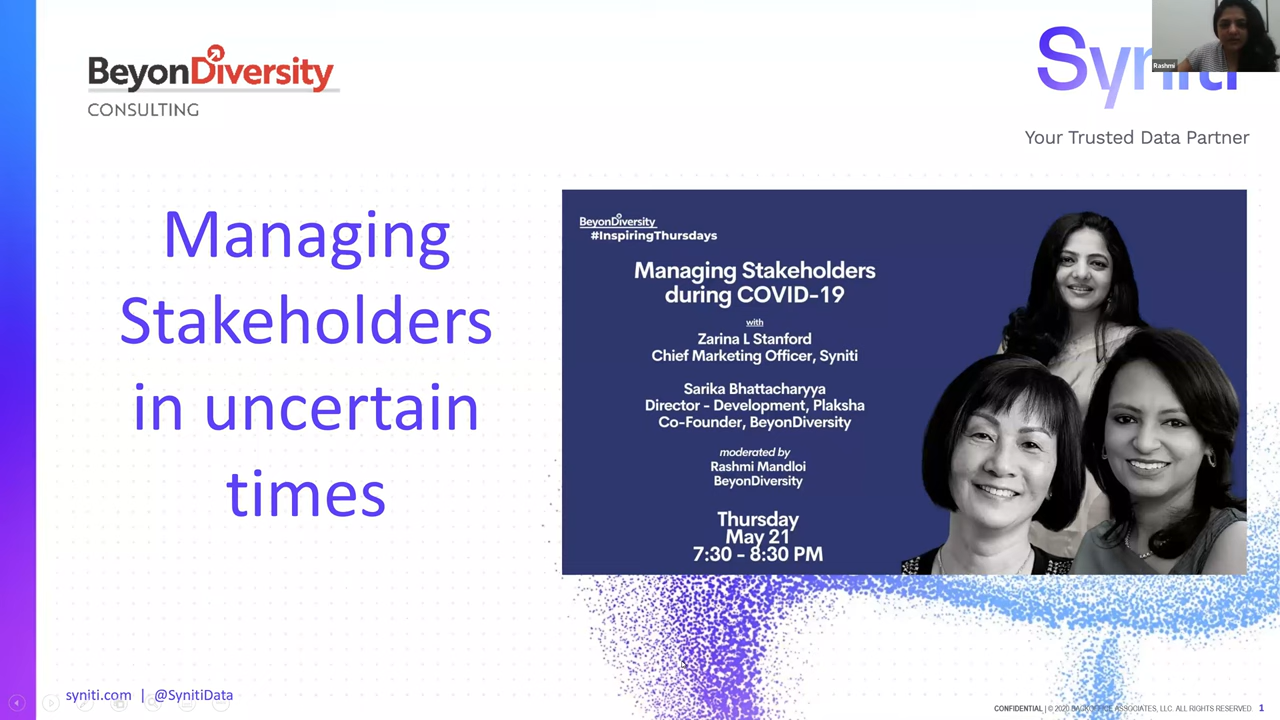 BeyonDiversity
CONSULTING
Syniti
Rashmi
Your Trusted Data Partner
Managing
Stakeholders
in uncertain
times
BeyonDiversity
#InspiringThursdays
Managing Stakeholders
during COVID-19
with
Zarina L Stanford
Chief Marketing Officer, Syniti
Sarika Bhattacharyya
Director - Development, Plaksha
Co-Founder, BeyonDiversity
moderated by
Rashmi Mandloi
BeyonDiversity
Thursday
May 21
7:30 - 8:30 PM
syniti.com | @SynitiData
CONFIDENTIAL | © 2020 BACKOFFICE ASSOCIATES, LLC. ALL RIGHTS RESERVED. 1